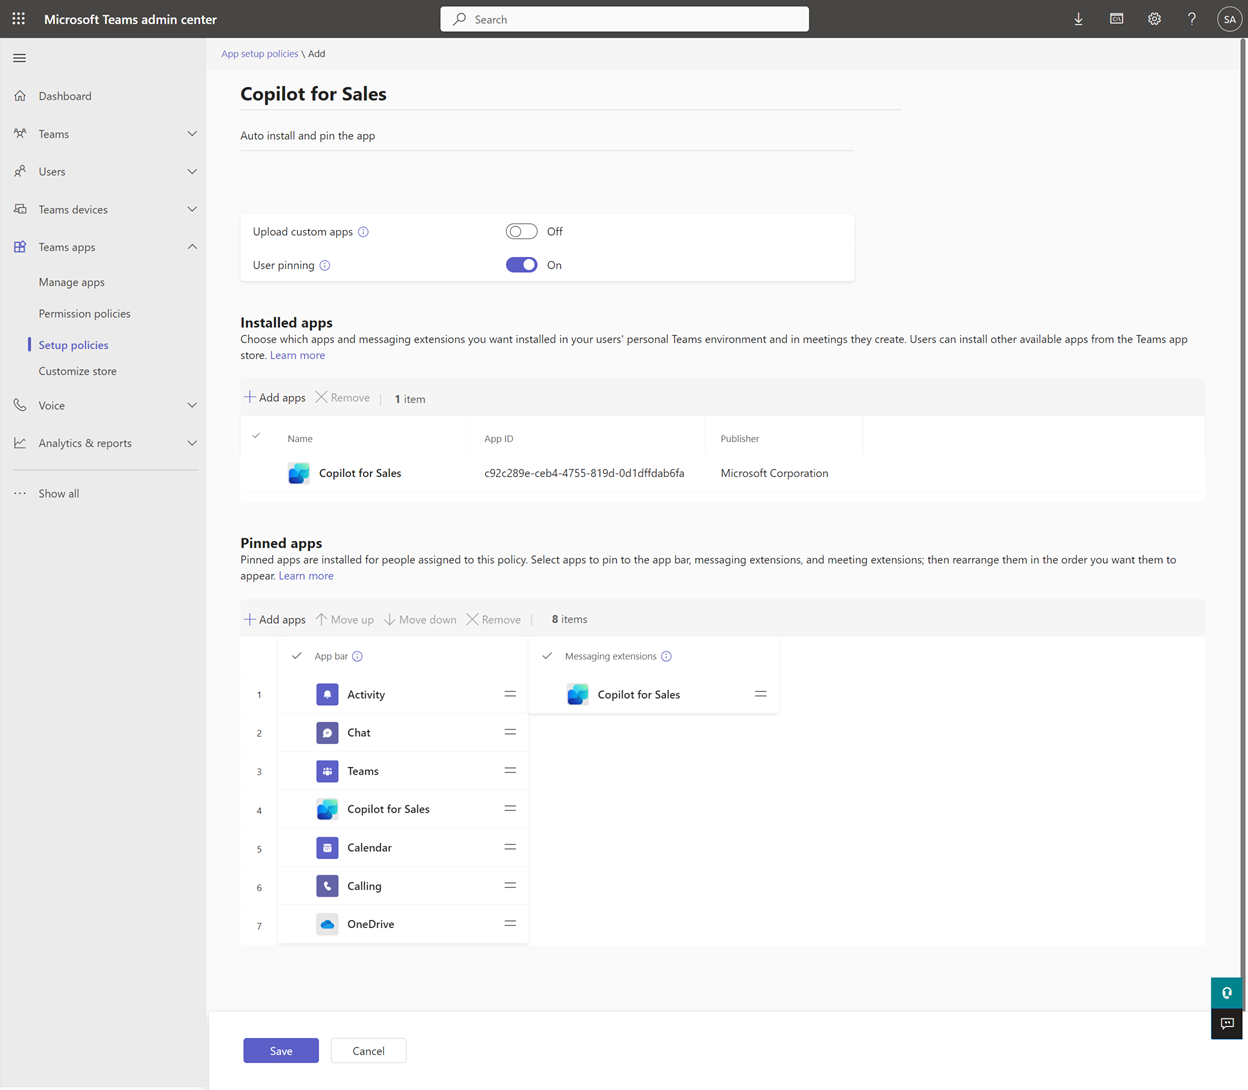 Microsoft Teams admin center
Search
SA
App setup policies \ Add
Dashboard
Teams
Users
Teams devices
Teams apps
Manage apps
Permission policies
Setup policies
Customize store
Voice
Analytics & reports
Show all
Copilot for Sales
Auto install and pin the app
Upload custom apps Off
User pinning On
Installed apps
Choose which apps and messaging extensions you want installed in your users' personal Teams environment and in meetings they create. Users can install other available apps from the Teams app
store. Learn more
Add apps Remove | 1 item
Name App ID Publisher
Copilot for Sales c92c289e-ceb4-4755-819d-0d1dffdab6fa Microsoft Corporation
Pinned apps
Pinned apps are installed for people assigned to this policy. Select apps to pin to the app bar, messaging extensions, and meeting extensions; then rearrange them in the order you want them to
appear. Learn more
Add apps Move up Move down Remove | 8 items
App bar Messaging extensions
1 Activity Copilot for Sales
2 Chat
3 Teams
4 Copilot for Sales
5 Calendar
6 Calling
7 OneDrive
Save Cancel